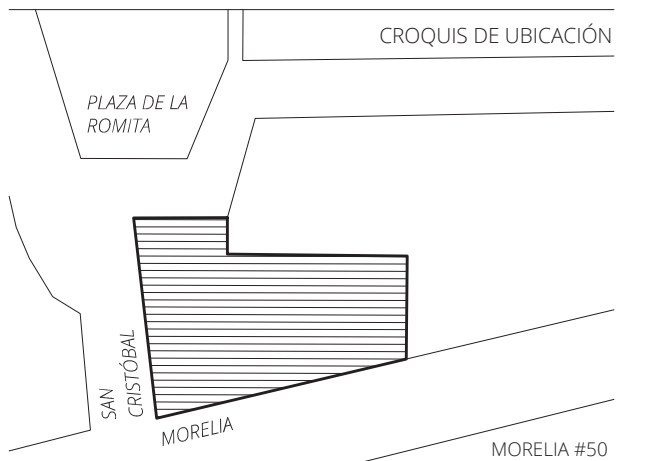 CROQUIS DE UBICACIÓN
PLAZA DE LA
ROMITA
SAN
CRISTÓBAL
MORELIA
MORELIA #50